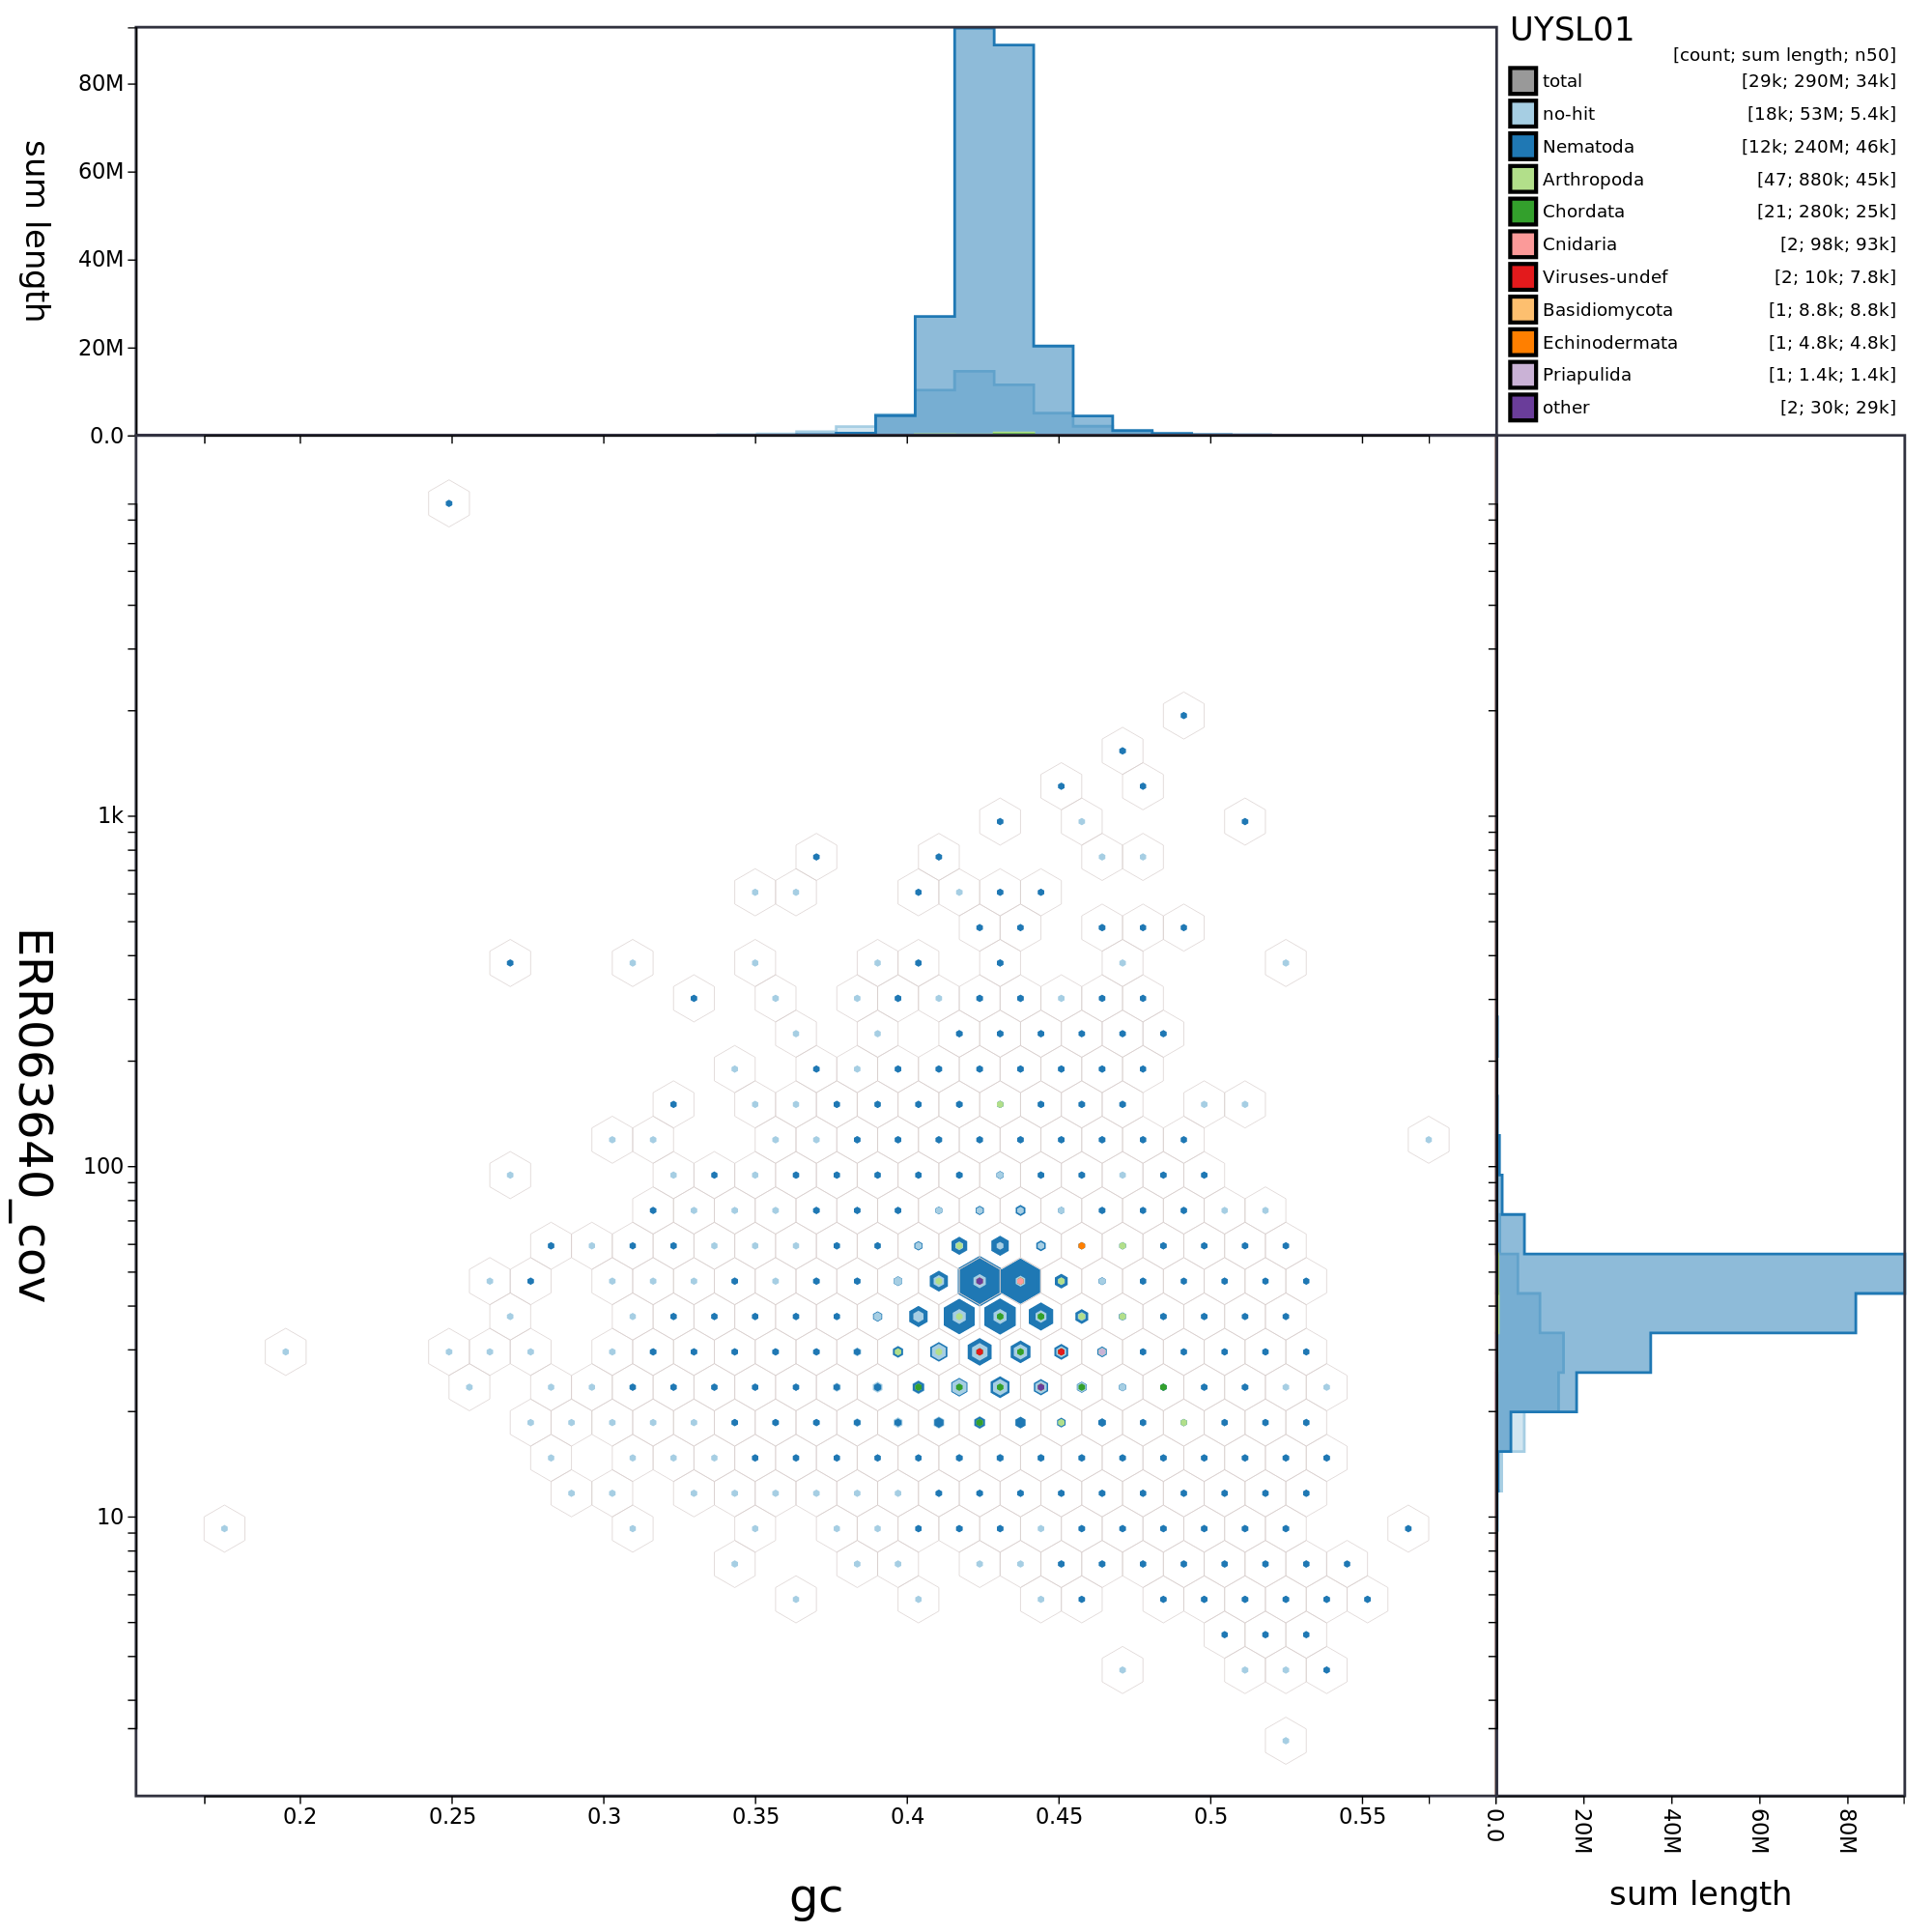 UYSL01
[count; sum length; n50]
total [29k; 290M; 34k]
no-hit [18k; 53M; 5.4k]
Nematoda [12k; 240M; 46k]
Arthropoda [47; 880k; 45k]
Chordata [21; 280k; 25k]
Cnidaria [2; 98k; 93k]
Viruses-undef [2; 10k; 7.8k]
Basidiomycota [1; 8.8k; 8.8k]
Echinodermata [1; 4.8k; 4.8k]
Priapulida [1; 1.4k; 1.4k]
other [2; 30k; 29k]
sum length
80M
60M
40M
20M
0.0
ERR063640_cov
1k
100
10
0.2 0.25 0.3 0.35 0.4 0.45 0.5 0.55
gc
0.0 20M 40M 60M 80M
sum length